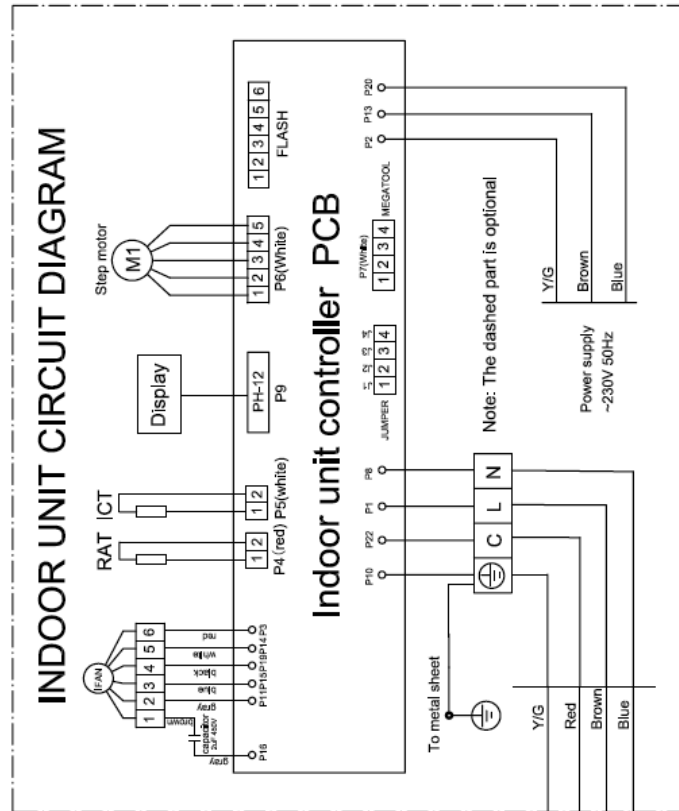 INDOOR UNIT CIRCUIT DIAGRAM
IFAN
1 2 3 4 5 6
brown
gray
blue
black
white
red
capacitor
2uF 450V
gray
P16
P11
P15
P19
P14
P3
RAT
1 2
P4(red)
ICT
1 2
P5(white)
Display
PH-12
P9
Step motor
M1
1 2 3 4 5
P6(White)
1 2 3 4 5 6
FLASH
Indoor unit controller PCB
JUMPER
1 2 3 4
P7(White)
1 2 3 4
MEGATOOL
P10
P22
P1
P8
P2
P13
P20
C L N
To metal sheet
Note: The dashed part is optional
Y/G
Red
Brown
Blue
Power supply
~230V 50Hz
Y/G
Brown
Blue